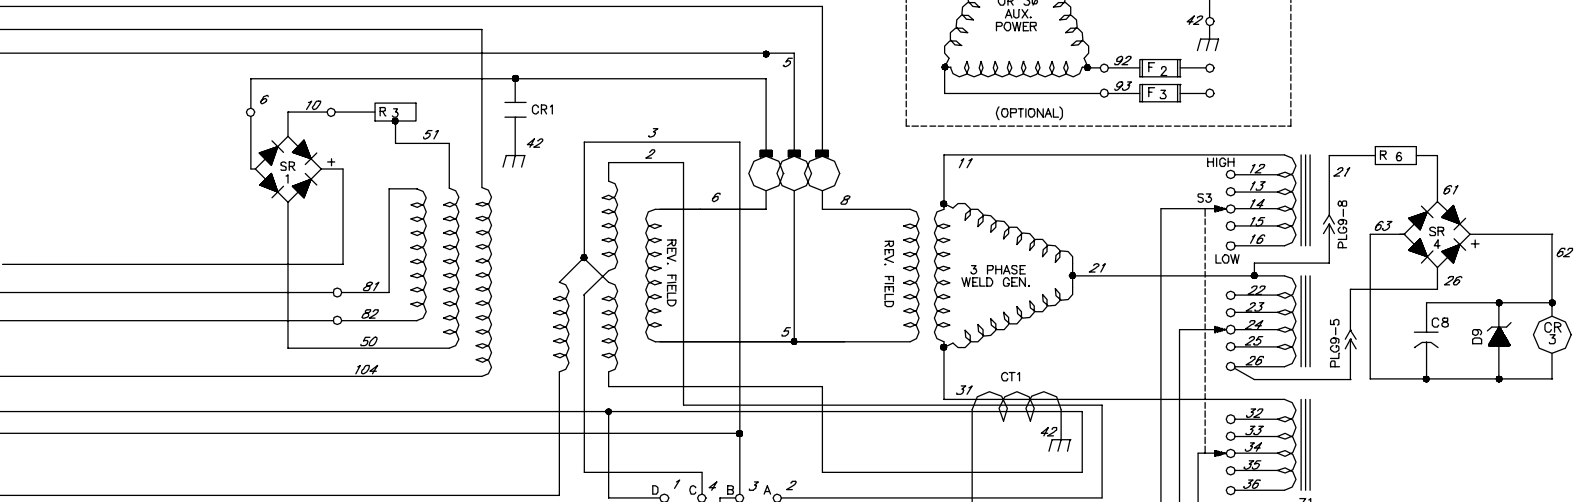 OR 3Ø
AUX.
POWER
42
5
92
F 2
93
F 3
(OPTIONAL)
6
10
R 3
51
CR1
42
3
2
SR
1
+
6
8
11
HIGH
12
13
S3
14
15
16
LOW
21
PLG9-8
R 6
61
63
SR
4
+
62
26
REV. FIELD
REV. FIELD
3 PHASE
WELD GEN.
21
81
82
50
104
5
22
23
24
25
26
PLG9-5
C8
D9
CR
3
CT1
31
42
32
33
34
35
36
D
1
C
4
B
3
A
2